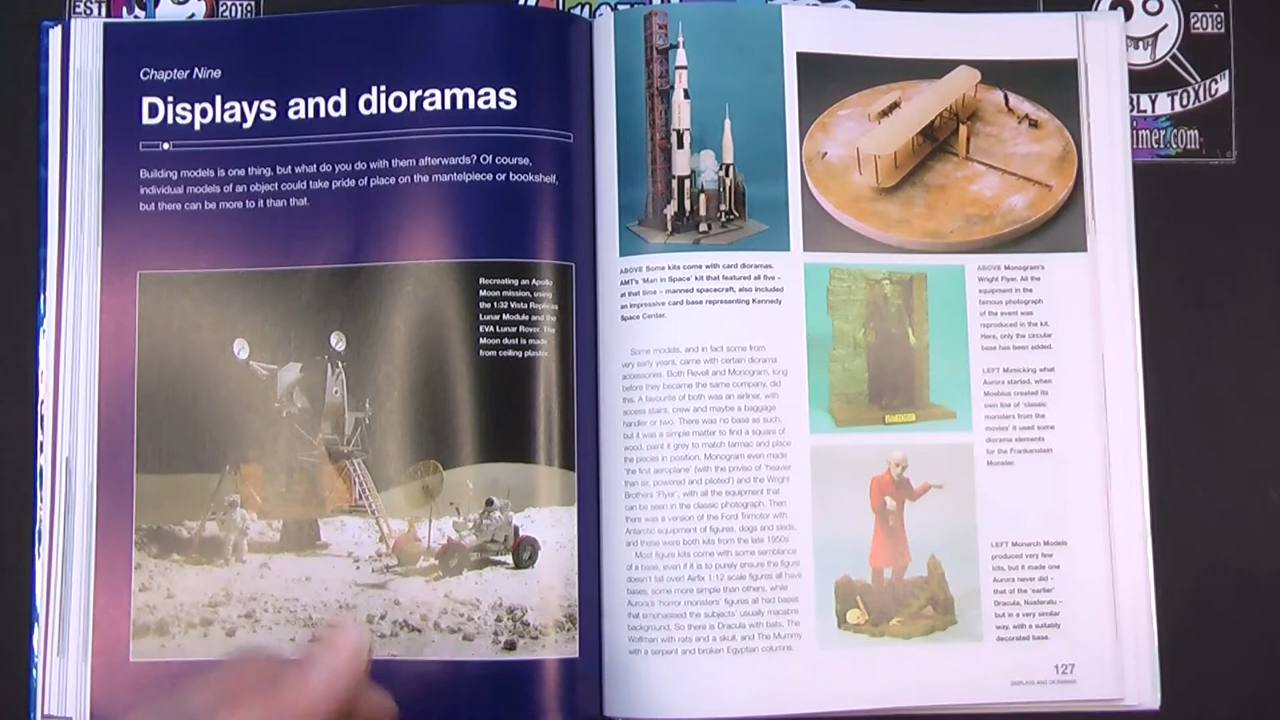 EST
2018
2018
BLY TOXIC"
imer.com
Chapter Nine
Displays and dioramas
Building models is one thing, but what do you do with them afterwards? Of course,
individual models of an object could take pride of place on the mantelpiece or bookshelf,
but there can be more to it than that.
Recreating an Apollo
Moon mission, using
the 1:32 Vista Replicas
Lunar Module and the
EVA Lunar Rover. The
Moon dust is made
from ceiling plaster.
ABOVE Some kits come with card dioramas.
AMT's 'Man in Space' kit that featured all five –
at that time – manned spacecraft, also included
an impressive card base representing Kennedy
Space Center.
Some models, and in fact some from
very early years, came with certain diorama
accessories. Both Revell and Monogram, long
before they became the same company, did
this. A favourite of both was an airliner, with
access stairs, crew and maybe a baggage
handler or two. There was no base as such,
but it was a simple matter to find a square of
wood, paint it grey to match tarmac and place
the pieces in position. Monogram even made
'the first aeroplane' (with the priviso of 'heavier
than air, powered and piloted') and the Wright
Brothers 'Flyer', with all the equipment that
can be seen in the classic photograph. Then
there was a version of the Ford Trimotor with
Antarctic equipment of figures, dogs and sleds,
and these were both kits from the late 1950s.
Most figure kits come with some semblance
of a base, even if it is to purely ensure the figure
doesn't fall over! Airfix 1:12 scale figures all have
bases, some more simple than others, while
Aurora's 'horror monsters' figures all had bases
that emphasised the subjects' usually macabre
background. So there is Dracula with bats, The
Wolfman with rats and a skull, and The Mummy
with a serpent and broken Egyptian columns.
ABOVE Monogram's
Wright Flyer. All the
equipment in the
famous photograph
of the event was
reproduced in the kit.
Here, only the circular
base has been added.
LEFT Mimicking what
Aurora started, when
Moebius created its
own line of 'classic
monsters from the
movies' it used some
diorama elements
for the Frankenstein
Monster.
LEFT Monarch Models
produced very few
kits, but it made one
Aurora never did –
that of the 'earlier'
Dracula, Nosferatu –
but in a very similar
way, with a suitably
decorated base.
127
DISPLAYS AND DIORAMAS